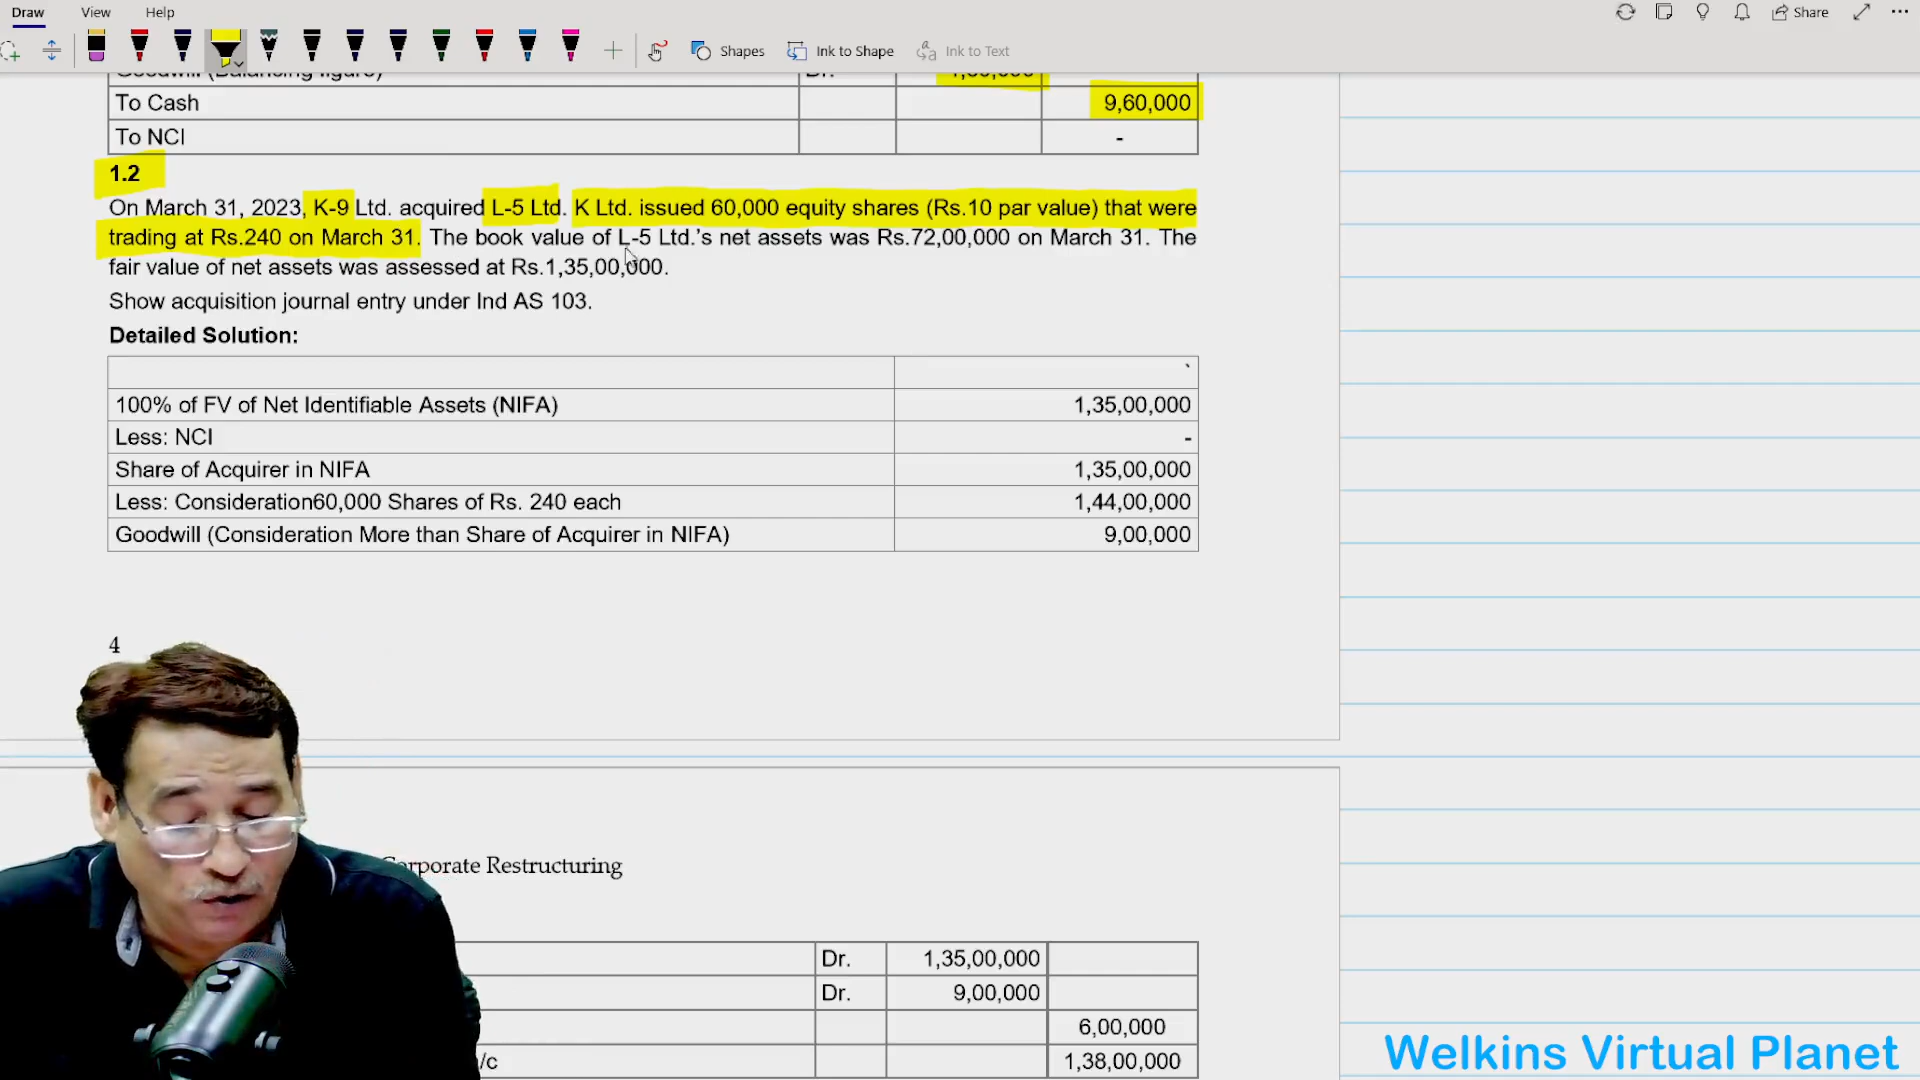 Draw View Help Share
Shapes Ink to Shape Ink to Text
Goodwill (Balancing figure) Dr.
To Cash 9,60,000
To NCI -
1.2
On March 31, 2023, K-9 Ltd. acquired L-5 Ltd. K Ltd. issued 60,000 equity shares (Rs.10 par value) that were
trading at Rs.240 on March 31. The book value of L-5 Ltd.'s net assets was Rs.72,00,000 on March 31. The
fair value of net assets was assessed at Rs.1,35,00,000.
Show acquisition journal entry under Ind AS 103.
Detailed Solution:
`
100% of FV of Net Identifiable Assets (NIFA) 1,35,00,000
Less: NCI -
Share of Acquirer in NIFA 1,35,00,000
Less: Consideration60,000 Shares of Rs. 240 each 1,44,00,000
Goodwill (Consideration More than Share of Acquirer in NIFA) 9,00,000
4
Corporate Restructuring
Dr. 1,35,00,000
Dr. 9,00,000
6,00,000
/c 1,38,00,000
Welkins Virtual Planet